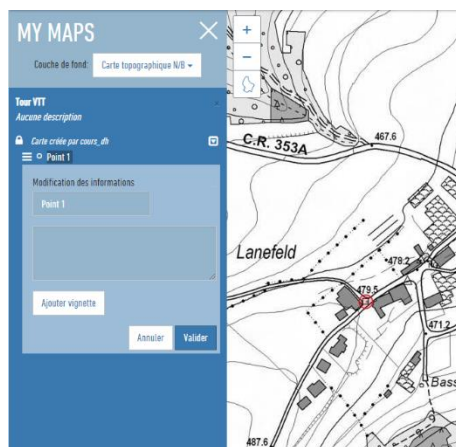 MY MAPS
Couche de fond: Carte topographique N/B
Tour VTT
Aucune description
Carte créée par cours_dh
Point 1
Modification des informations
Point 1
Ajouter vignette
Annuler Valider
+
−
C.R. 353A
467.6
Lanefeld
478.2
479.5
471.2
Bass
487.6